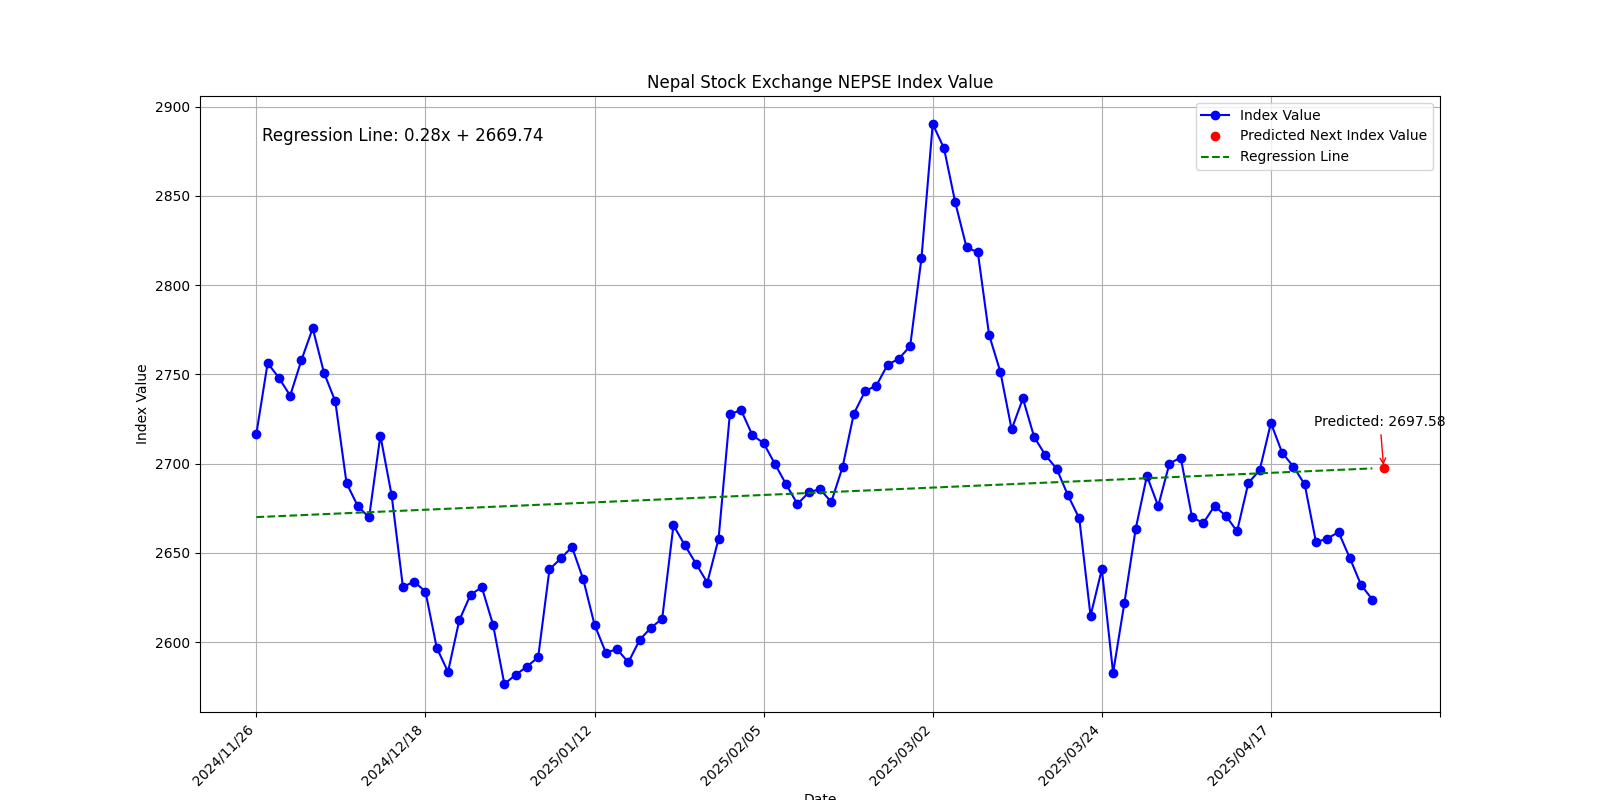 Nepal Stock Exchange NEPSE Index Value
2900
2850
2800
2750
2700
2650
2600
Index Value
Regression Line: 0.28x + 2669.74
Index Value
Predicted Next Index Value
Regression Line
Predicted: 2697.58
2024/11/26
2024/12/18
2025/01/12
2025/02/05
2025/03/02
2025/03/24
2025/04/17
Date